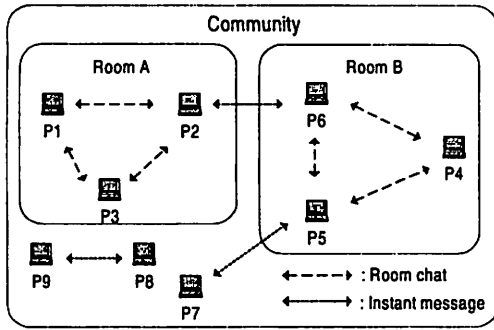 Community
Room A
Room B
P1
P2
P3
P6
P4
P5
P9
P8
P7
: Room chat
: Instant message